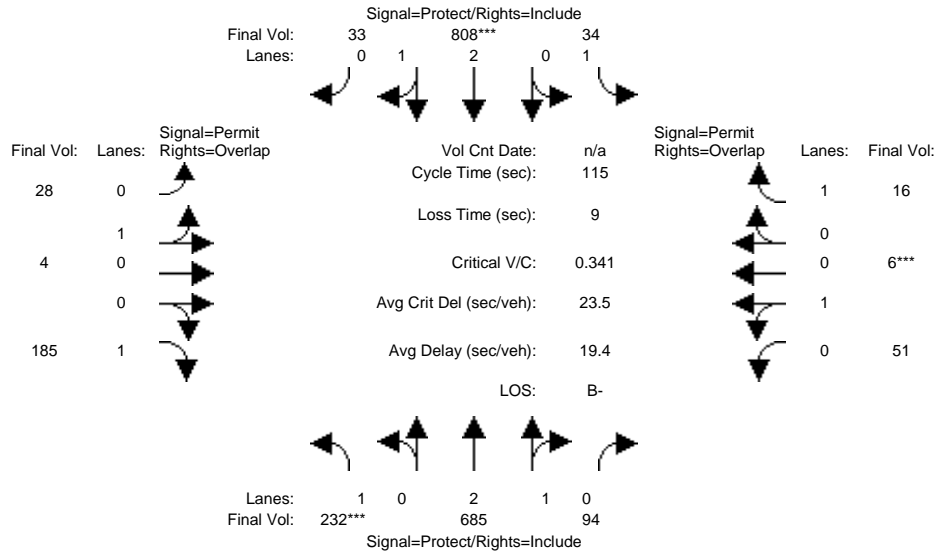 Signal=Protect/Rights=Include
Final Vol: 33 808*** 34
Lanes: 0 1 2 0 1
Signal=Permit Signal=Permit
Final Vol: Lanes: Rights=Overlap Vol Cnt Date: n/a Rights=Overlap Lanes: Final Vol:
Cycle Time (sec): 115
28 0 1 16
Loss Time (sec): 9
1 0
4 0 Critical V/C: 0.341 0 6***
0 Avg Crit Del (sec/veh): 23.5 1
185 1 Avg Delay (sec/veh): 19.4 0 51
LOS: B-
Lanes: 1 0 2 1 0
Final Vol: 232*** 685 94
Signal=Protect/Rights=Include